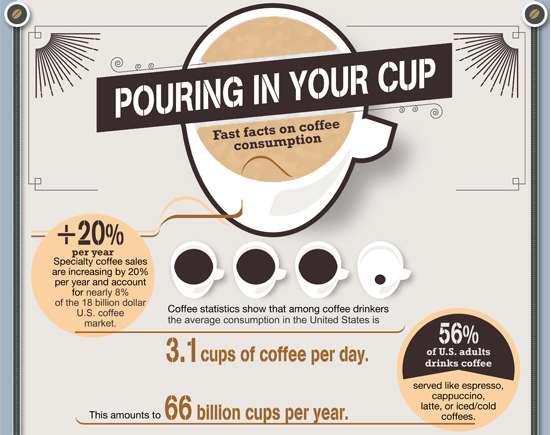 POURING IN YOUR CUP
Fast facts on coffee
consumption
+20%
per year
Specialty coffee sales
are increasing by 20%
per year and account
for nearly 8%
of the 18 billion dollar
U.S. coffee
market.
Coffee statistics show that among coffee drinkers
the average consumption in the United States is
3.1 cups of coffee per day.
56%
of U.S. adults
drinks coffee
served like espresso,
cappuccino,
latte, or iced/cold
coffees.
This amounts to 66 billion cups per year.